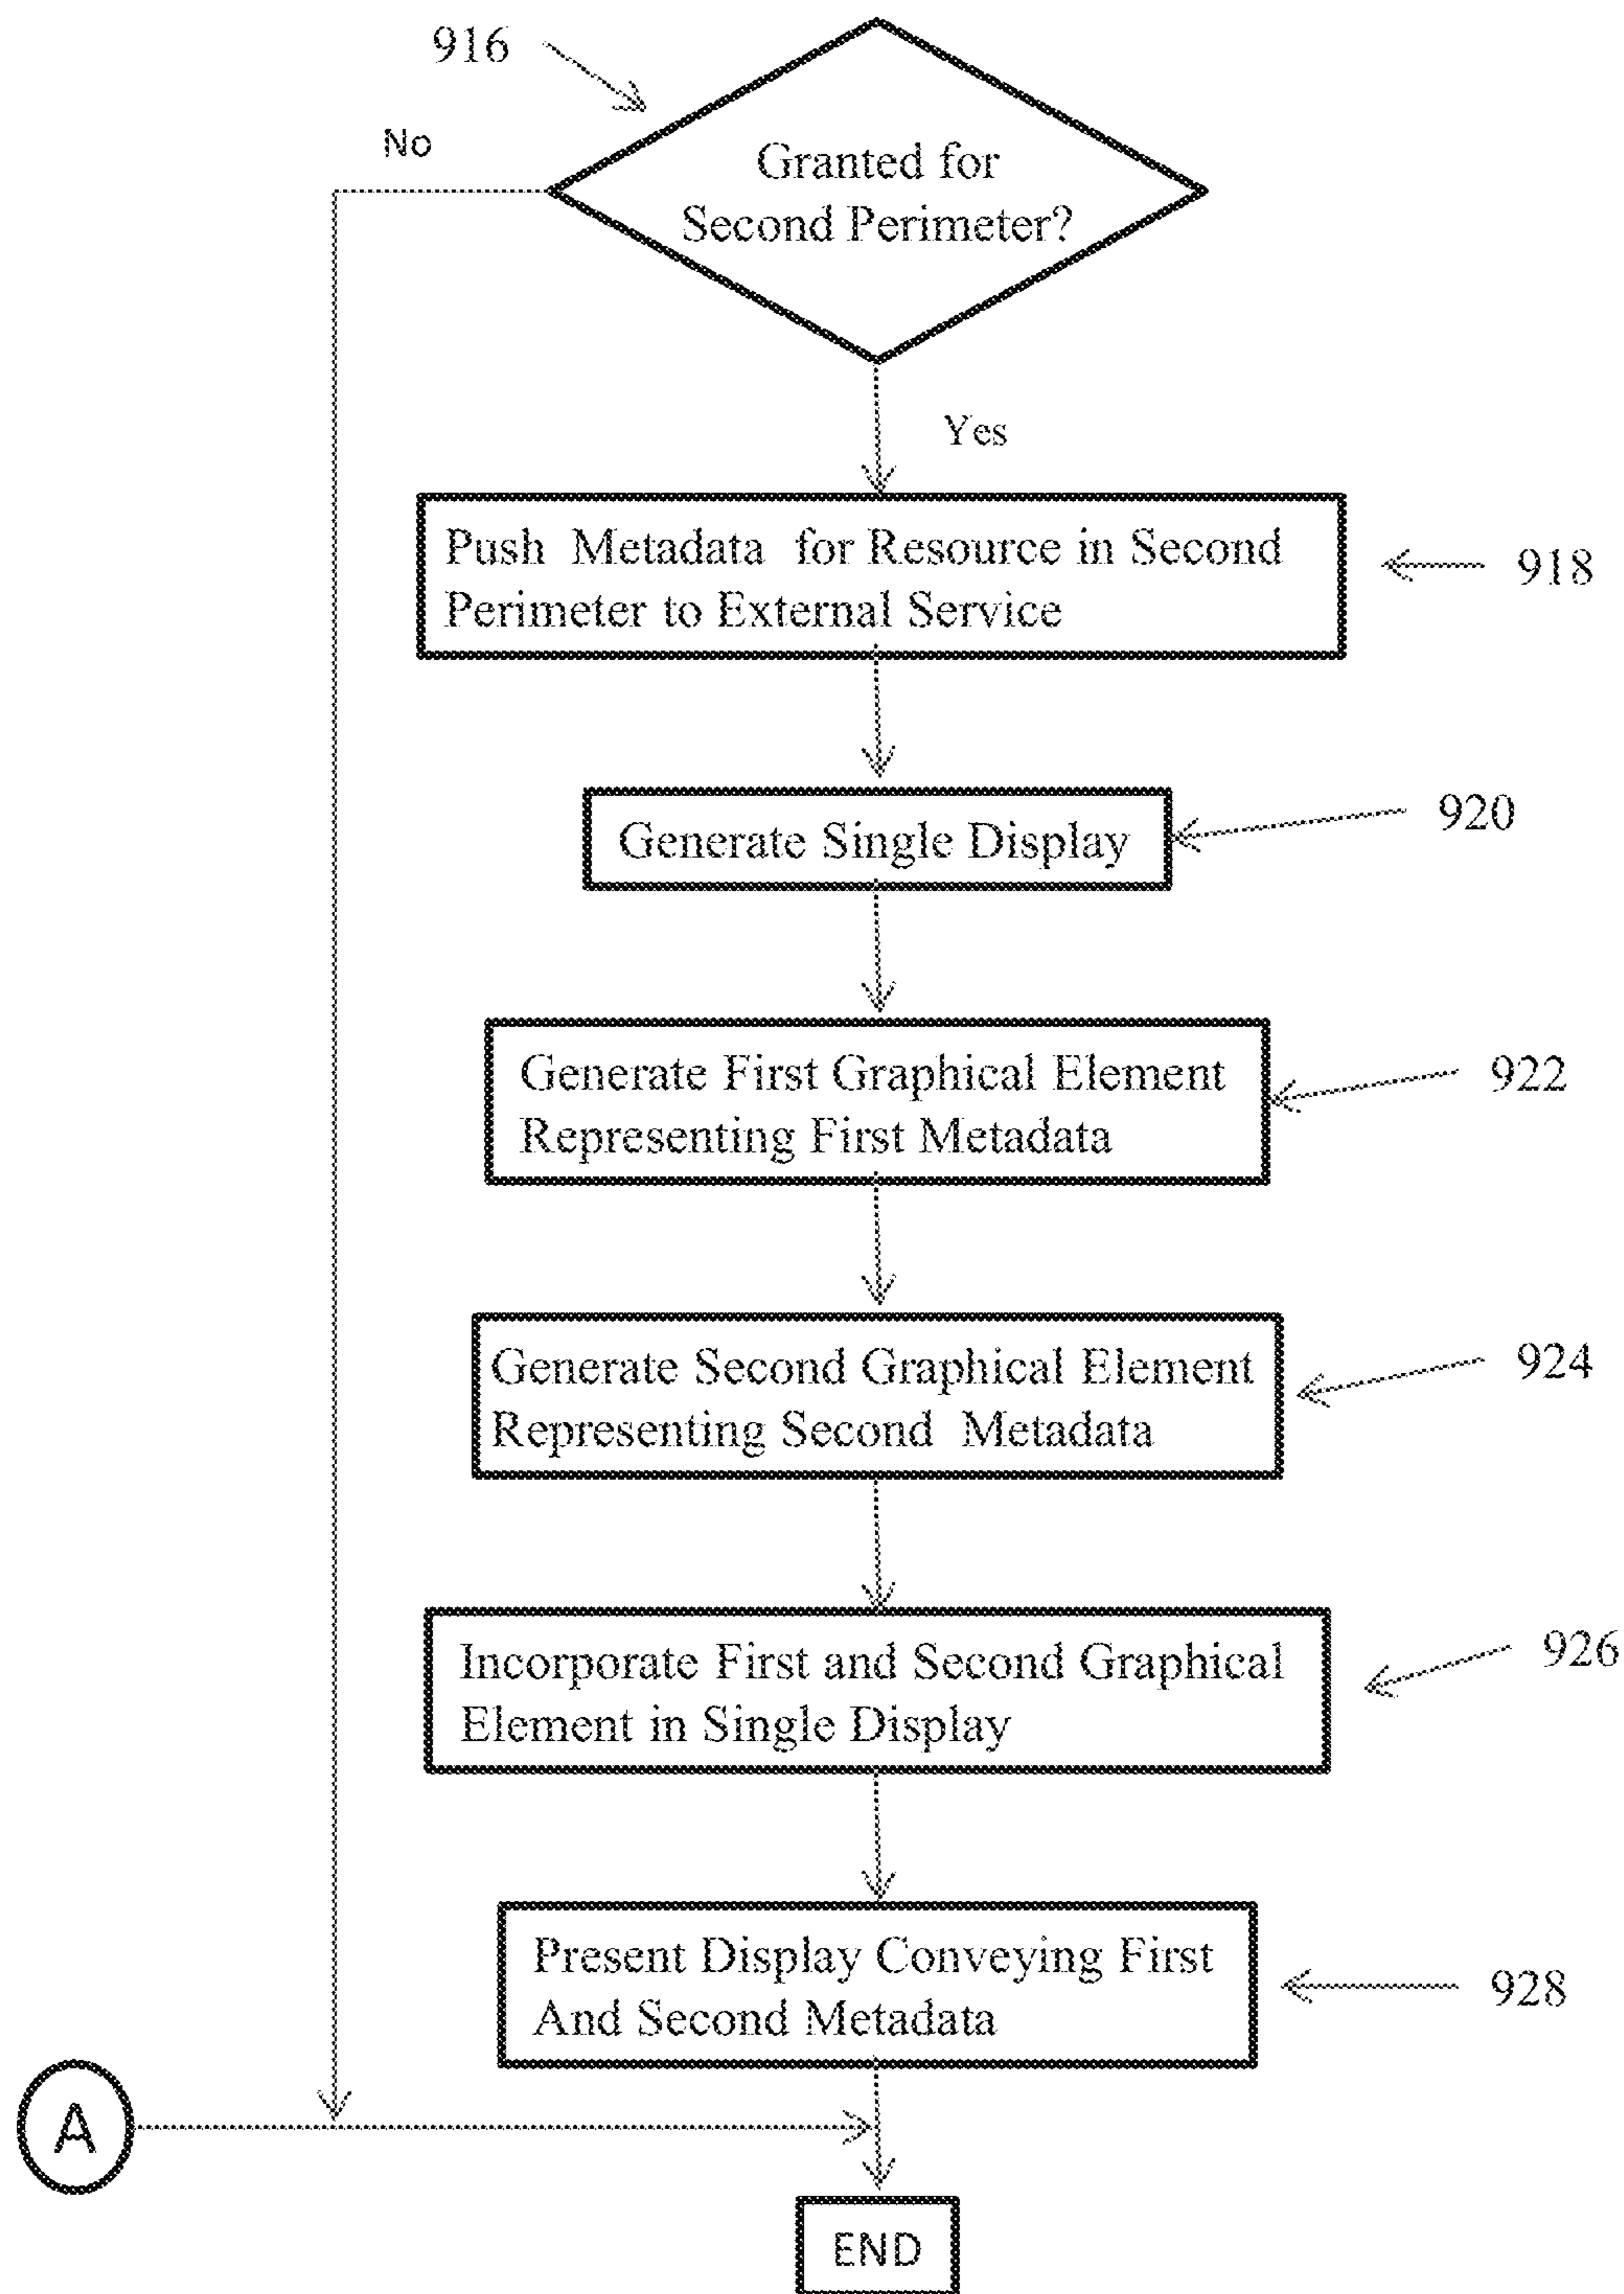 916
No
Granted for
Second Perimeter?
Yes
Push Metadata for Resource in Second
Perimeter to External Service
918
Generate Single Display
920
Generate First Graphical Element
Representing First Metadata
922
Generate Second Graphical Element
Representing Second Metadata
924
Incorporate First and Second Graphical
Element in Single Display
926
Present Display Conveying First
And Second Metadata
928
A
END